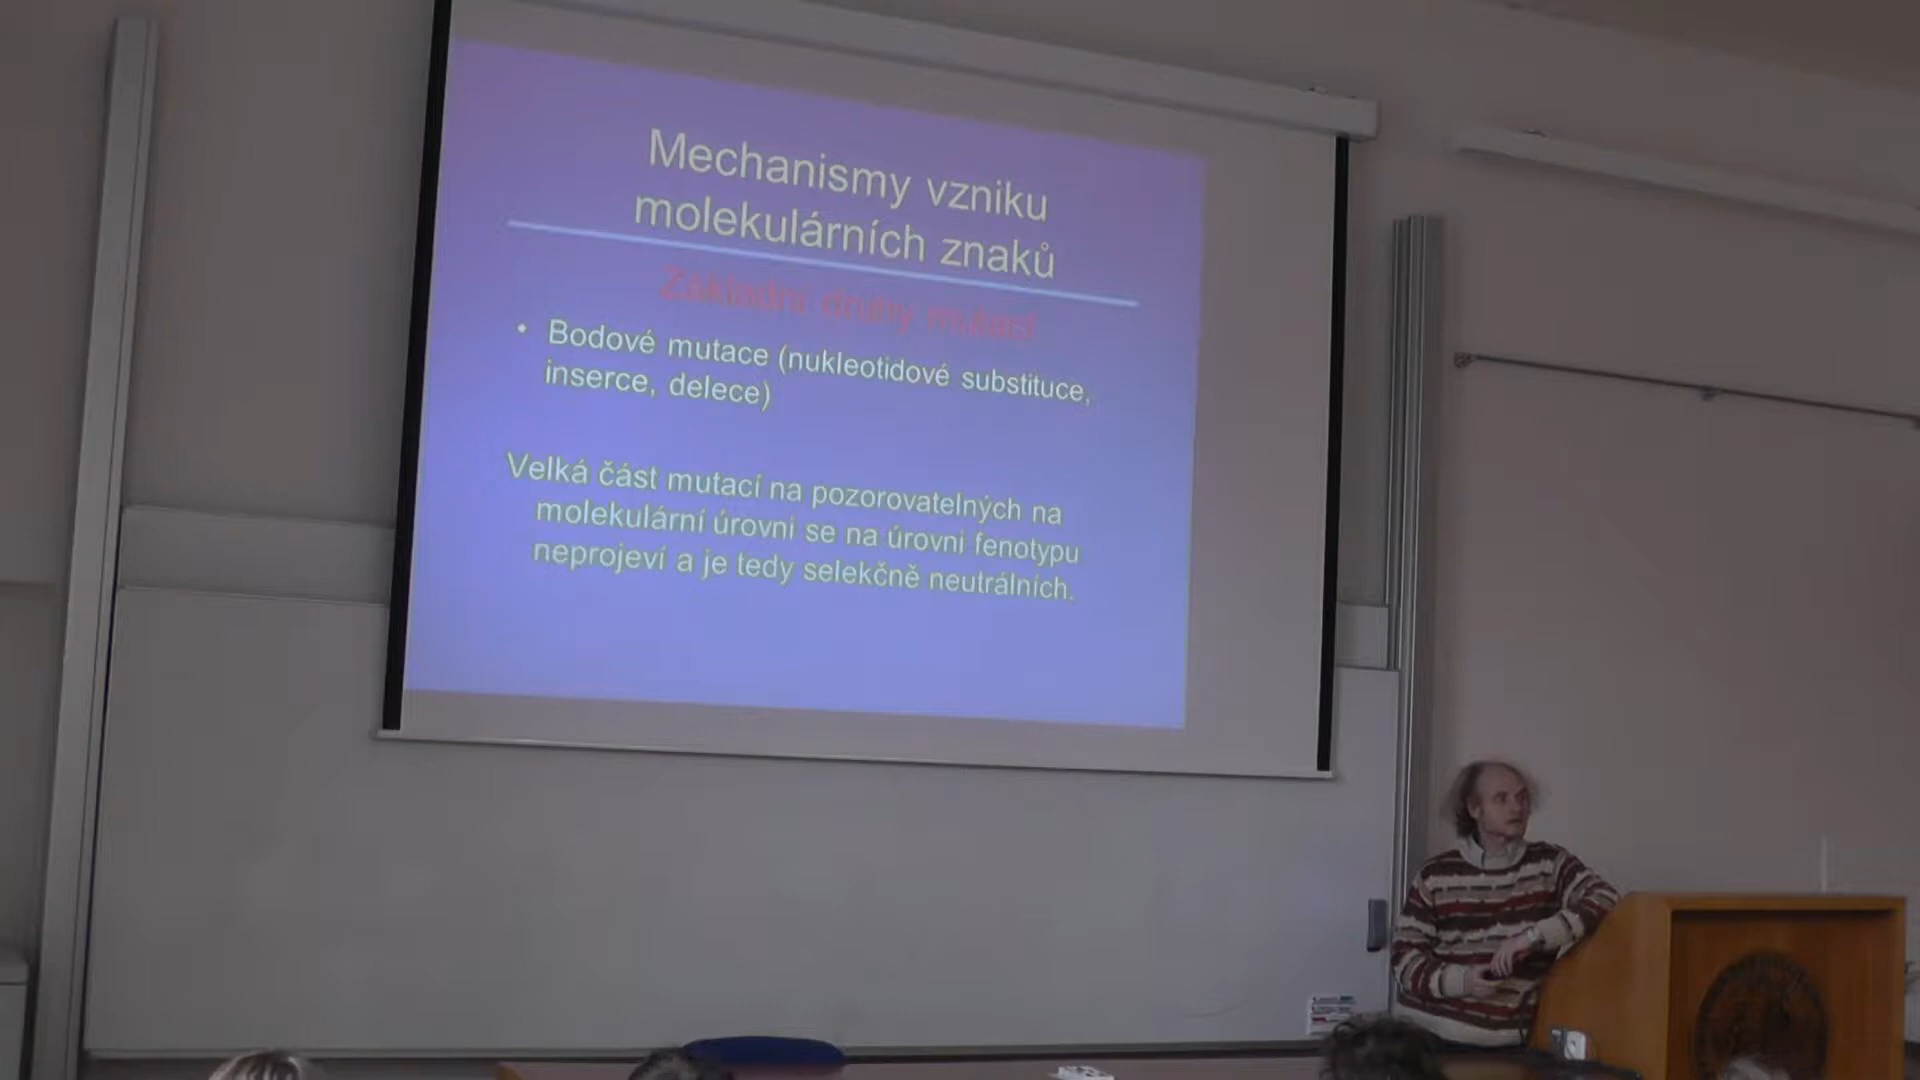 Mechanismy vzniku
molekulárních znaků
Základní druhy mutací
• Bodové mutace (nukleotidové substituce,
inserce, delece)
Velká část mutací na pozorovatelných na
molekulární úrovni se na úrovni fenotypu
neprojeví a je tedy selekčně neutrálních.